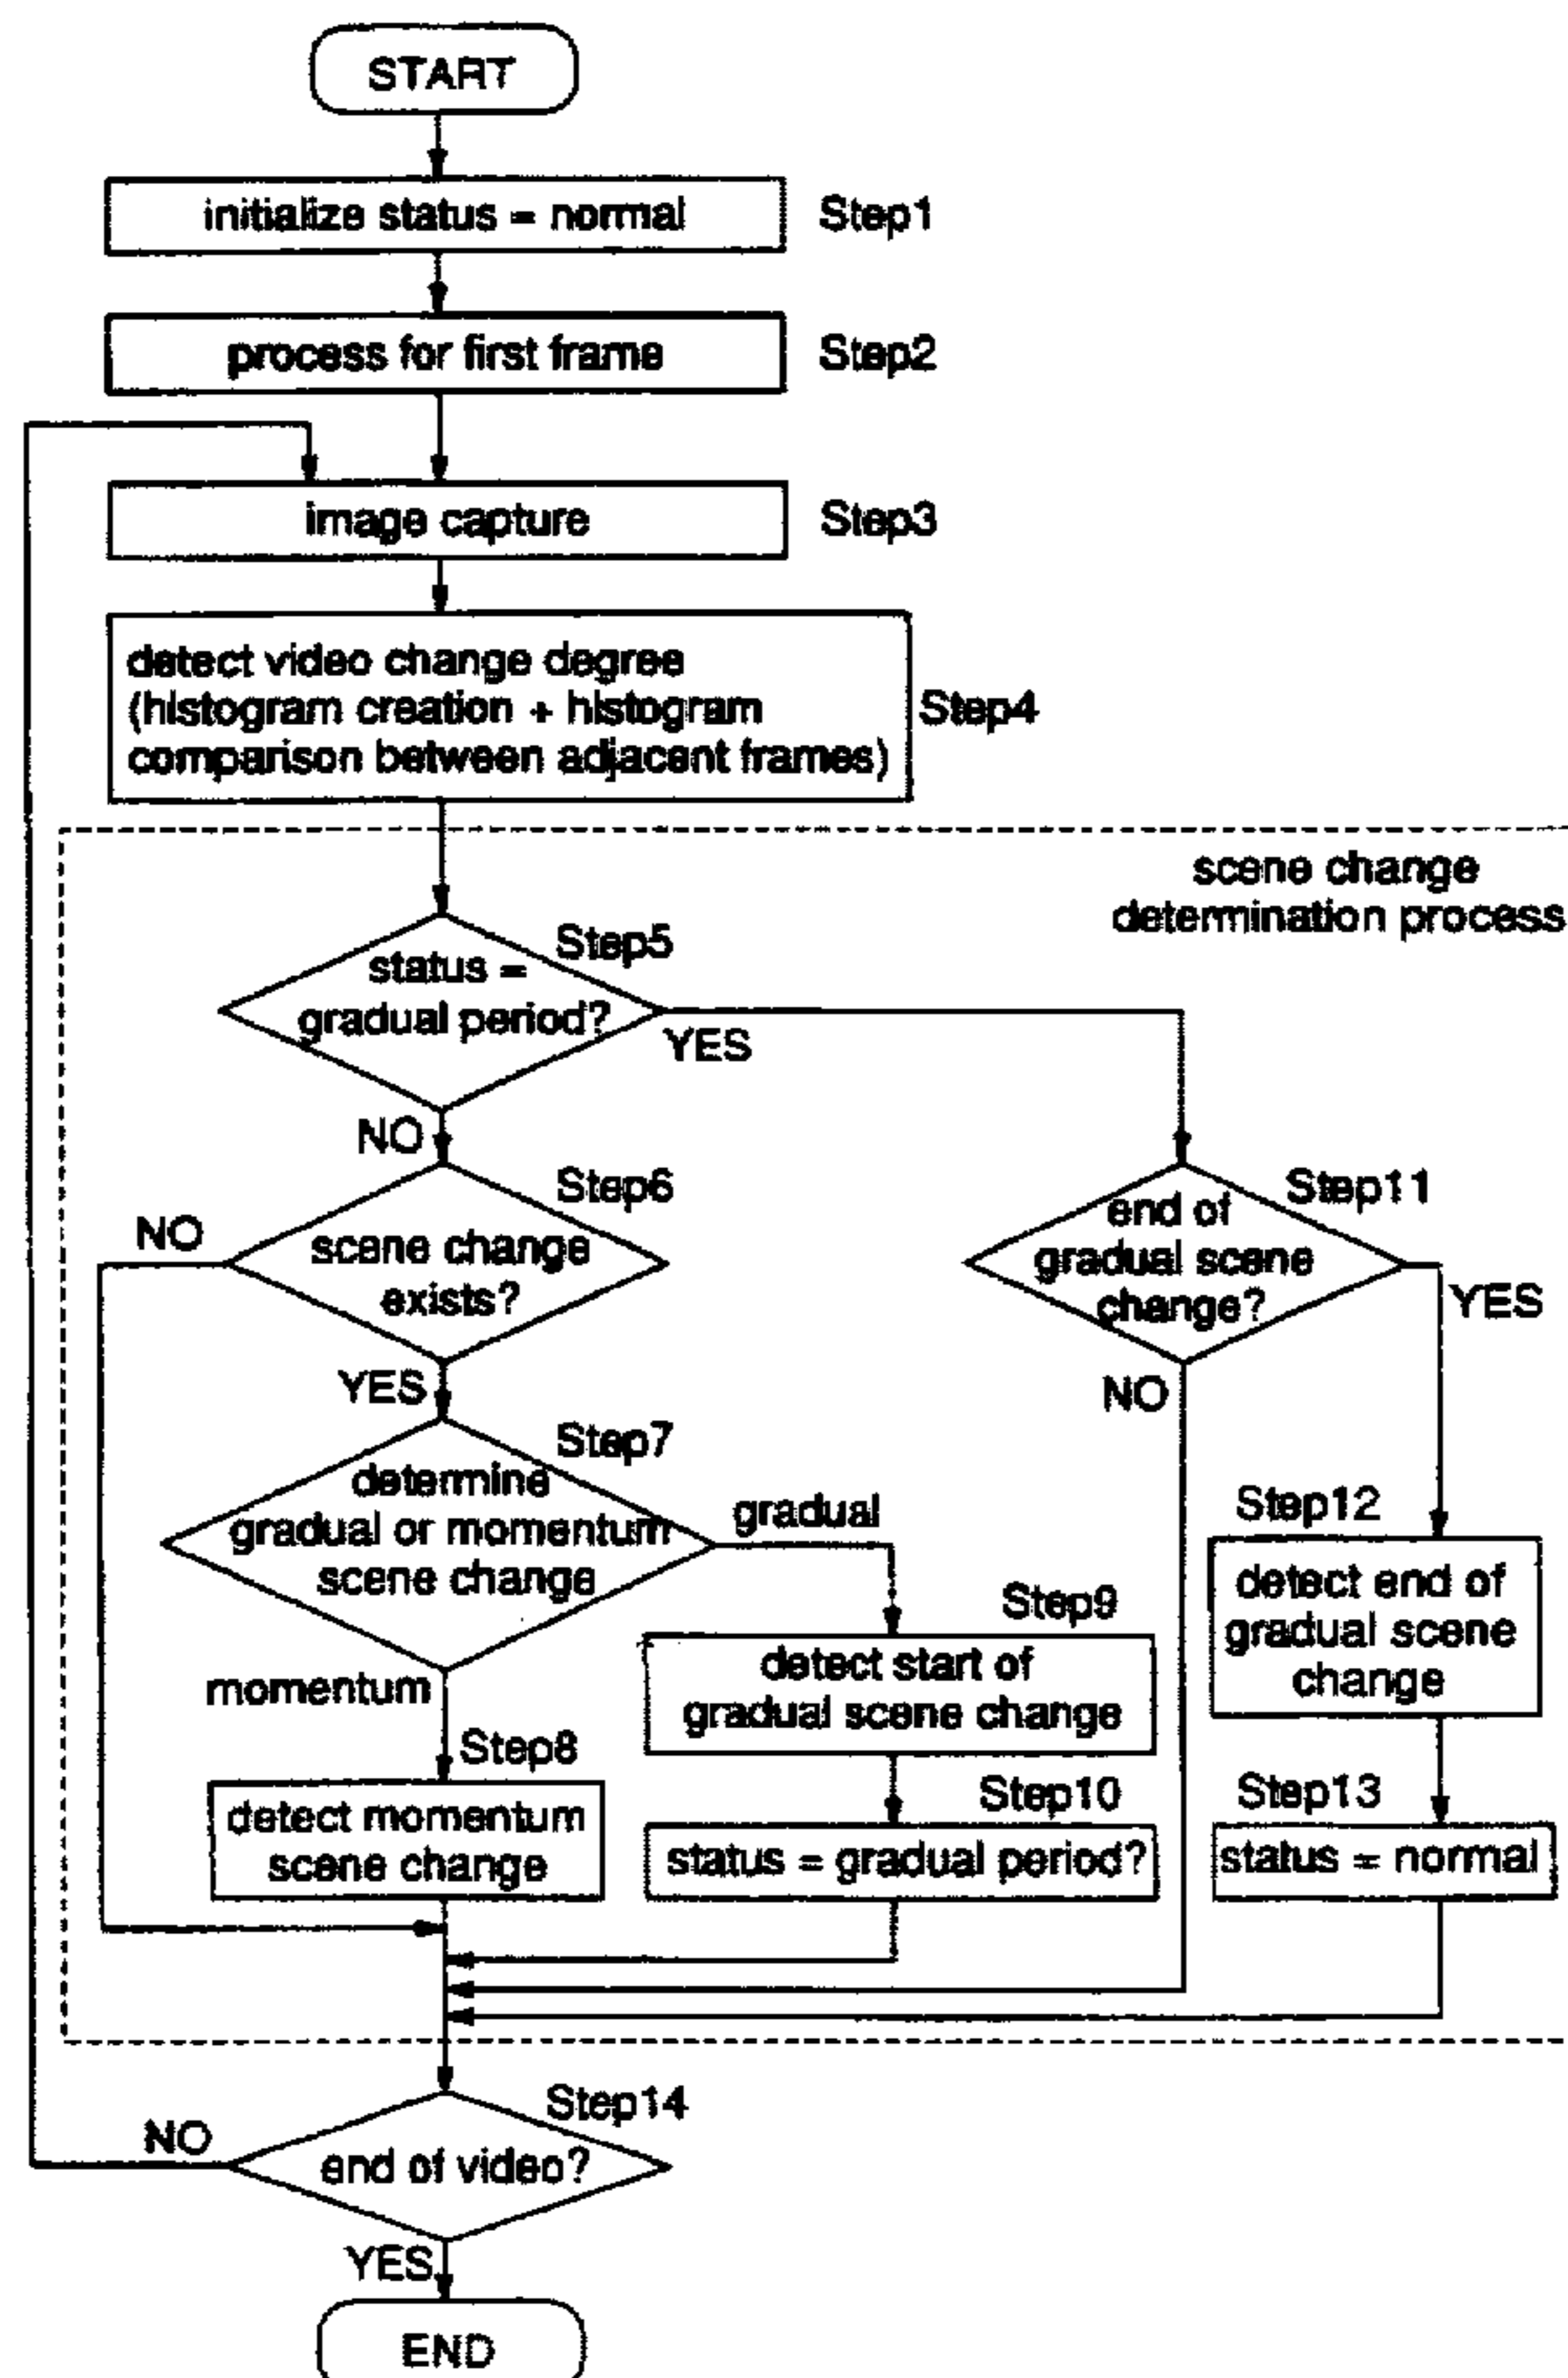 START
initialize status = normal
Step1
process for first frame
Step2
image capture
Step3
detect video change degree
(histogram creation + histogram
comparison between adjacent frames)
Step4
scene change
determination process
Step5
status =
gradual period?
YES
NO
Step6
scene change
exists?
NO
YES
Step11
end of
gradual scene
change?
YES
NO
Step7
determine
gradual or momentum
scene change
gradual
momentum
Step8
detect momentum
scene change
Step9
detect start of
gradual scene change
Step10
status = gradual period?
Step12
detect end of
gradual scene
change
Step13
status = normal
Step14
end of video?
NO
YES
END